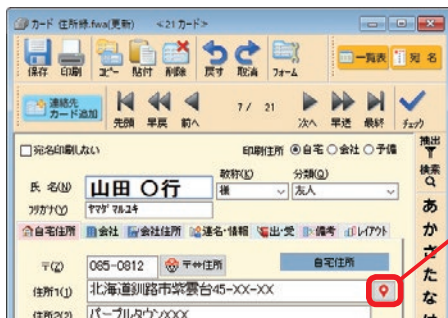 カード 住所録.fwa(更新) <21カード>
保存 印刷 コピー 貼付 削除 戻す 取消 フォーム 一覧表 宛名
連絡先
カード追加 先頭 早戻 前へ 7/ 21 次へ 早送 最終 チェック
宛名印刷しない 印刷住所 自宅 会社 予備
抽出
敬称(K) 分類(Q)
検索
氏 名(N) 山田 〇行 様 友人
フリガナ(Y) ヤマダ マルユキ
あ
自宅住所 会社 会社住所 連名・情報 出・受 備考 レイアウト
か
さ
〒(Z) 085-0812 〒⇔住所 自宅住所
た
住所1(1) 北海道釧路市紫雲台45-XX-XX
な
住所2(2) パープルタウンXXX
は